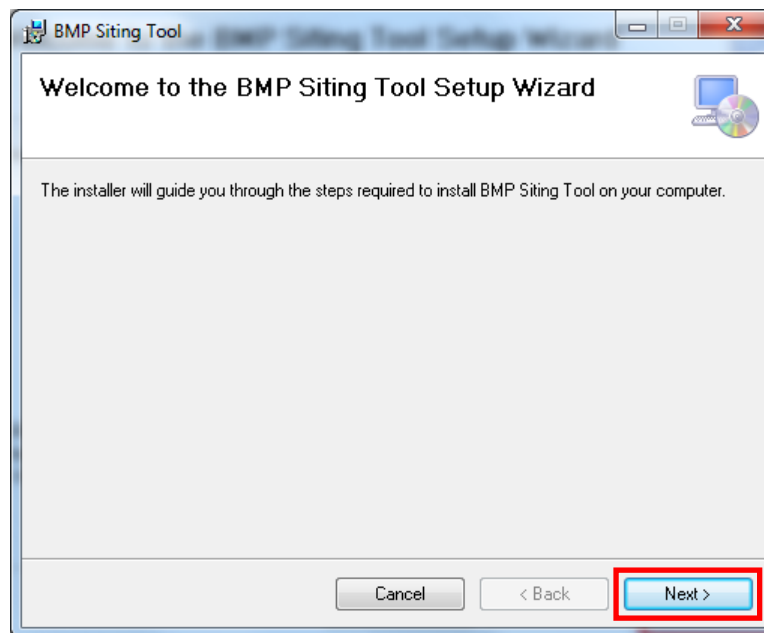 BMP Siting Tool
Welcome to the BMP Siting Tool Setup Wizard
The installer will guide you through the steps required to install BMP Siting Tool on your computer.
Cancel
< Back
Next >